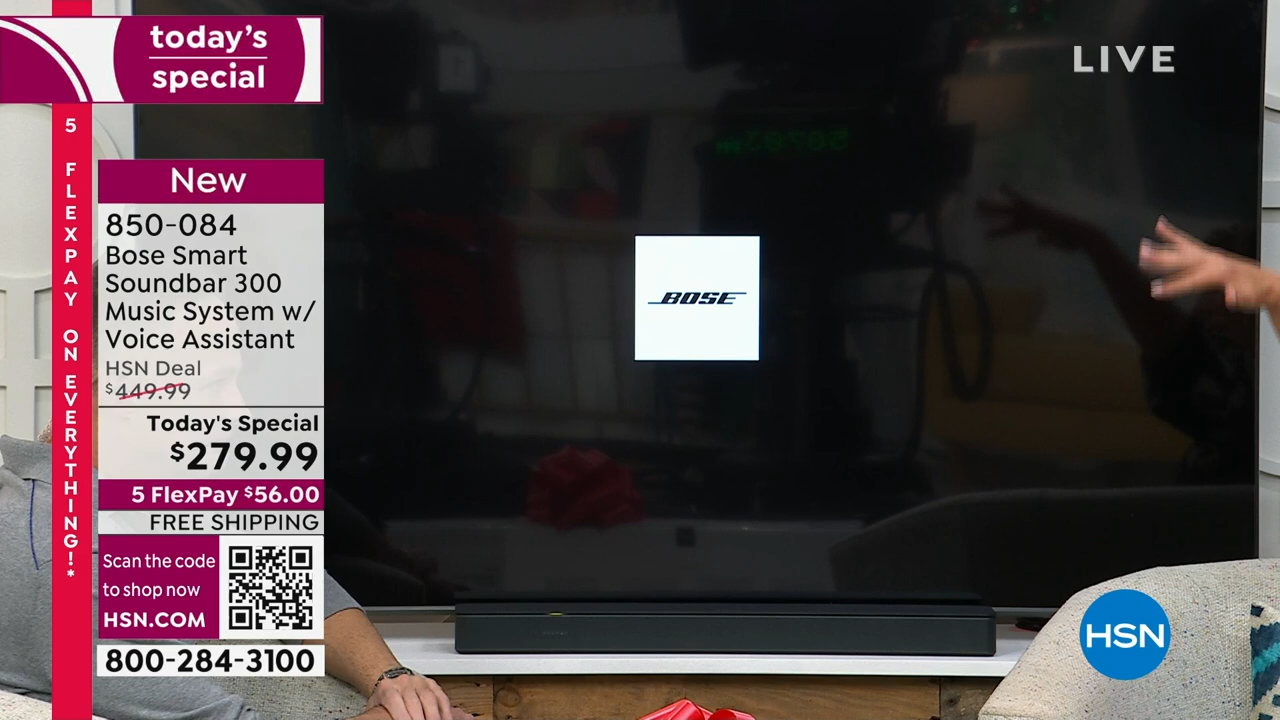 today's
special
LIVE
5 FLEXPAY ON EVERYTHING!*
New
850-084
Bose Smart
Soundbar 300
Music System w/
Voice Assistant
HSN Deal
$449.99
Today's Special
$279.99
5 FlexPay $56.00
FREE SHIPPING
Scan the code
to shop now
HSN.COM
800-284-3100
BOSE
HSN